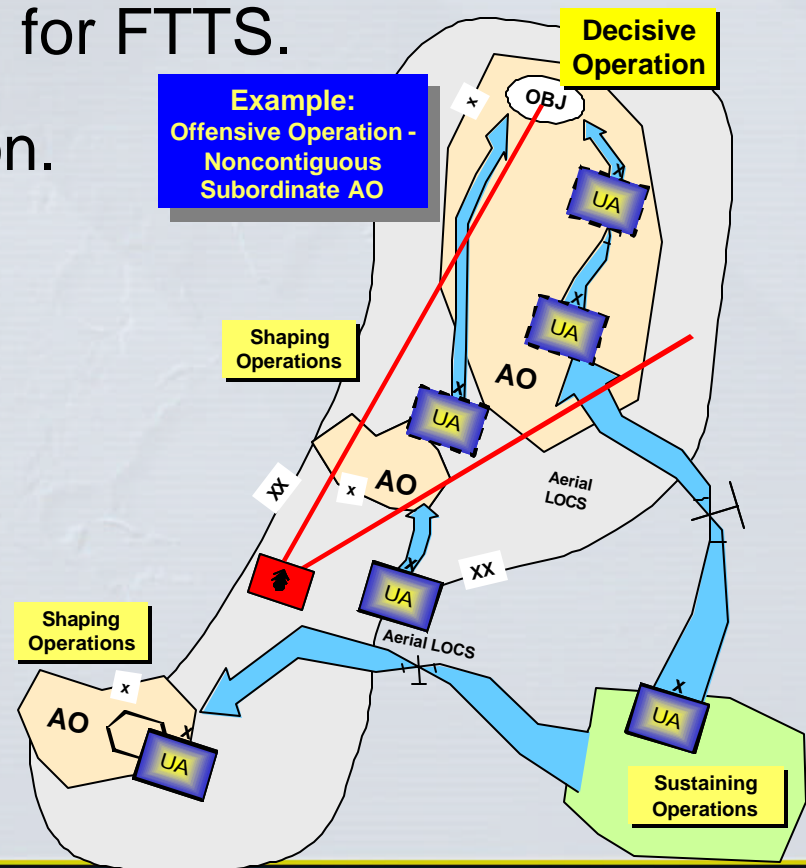 for FTTS.
on.
Decisive
Operation
Example:
Offensive Operation -
Noncontiguous
Subordinate AO
x
OBJ
x
UA
x
UA
AO
Shaping
Operations
x
UA
XX
x
AO
Aerial
LOCS
x
UA
XX
Aerial LOCS
Shaping
Operations
x
AO
x
UA
x
UA
Sustaining
Operations